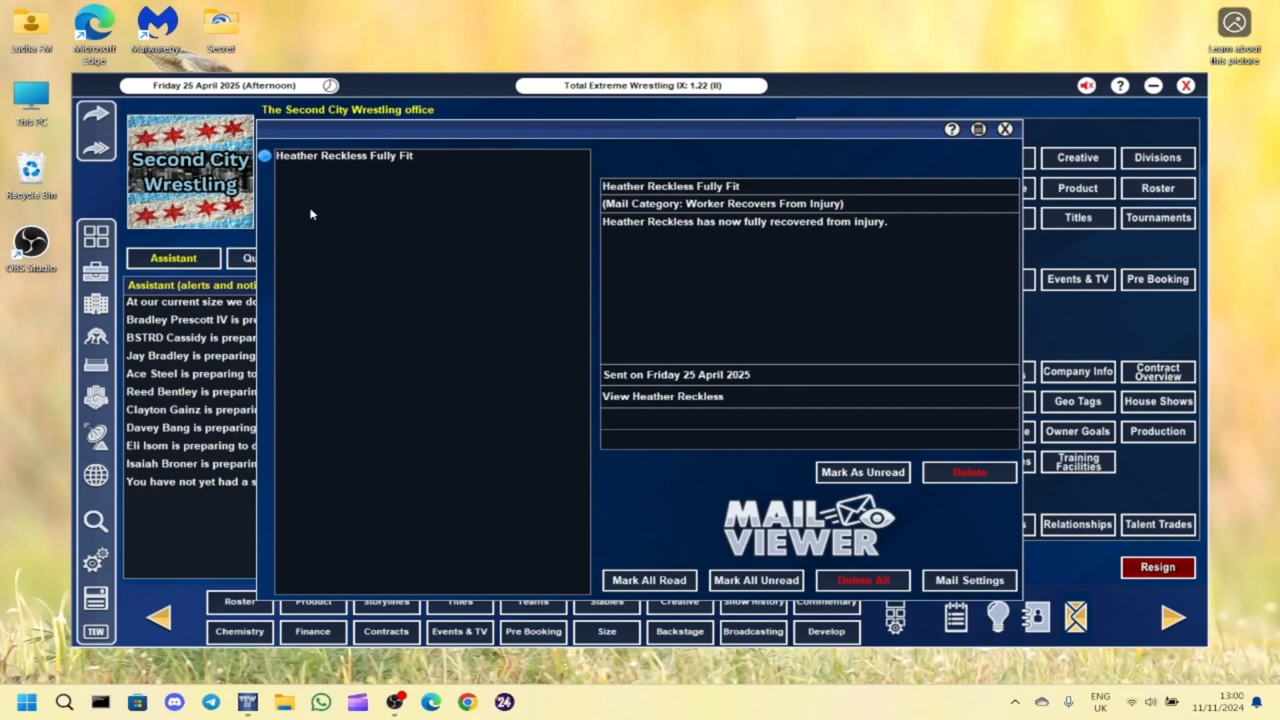 Lucha FM
Microsoft Edge
Malwareby...
Secret
Learn about this picture
This PC
Recycle Bin
OBS Studio
Friday 25 April 2025 (Afternoon)
Total Extreme Wrestling IX: 1.22 (II)
The Second City Wrestling office
Second City
Wrestling
Assistant
Qu
Assistant (alerts and noti
At our current size we do
Bradley Prescott IV is pre
BSTRD Cassidy is prepar
Jay Bradley is preparing
Ace Steel is preparing to
Reed Bentley is preparin
Clayton Gainz is prepari
Davey Bang is preparing
Eli Isom is preparing to d
Isaiah Broner is preparin
You have not yet had a s
Heather Reckless Fully Fit
Heather Reckless Fully Fit
(Mail Category: Worker Recovers From Injury)
Heather Reckless has now fully recovered from injury.
Sent on Friday 25 April 2025
View Heather Reckless
Mark As Unread
Delete
MAIL VIEWER
Mark All Read
Mark All Unread
Delete All
Mail Settings
Creative
Divisions
Product
Roster
Titles
Tournaments
Events & TV
Pre Booking
Company Info
Contract Overview
Geo Tags
House Shows
Owner Goals
Production
Training Facilities
Relationships
Talent Trades
Resign
Roster
Product
Storylines
Titles
Teams
Stables
Creative
Show History
Commentary
Chemistry
Finance
Contracts
Events & TV
Pre Booking
Size
Backstage
Broadcasting
Develop
TEW
TEW
24
ENG
UK
13:00
11/11/2024